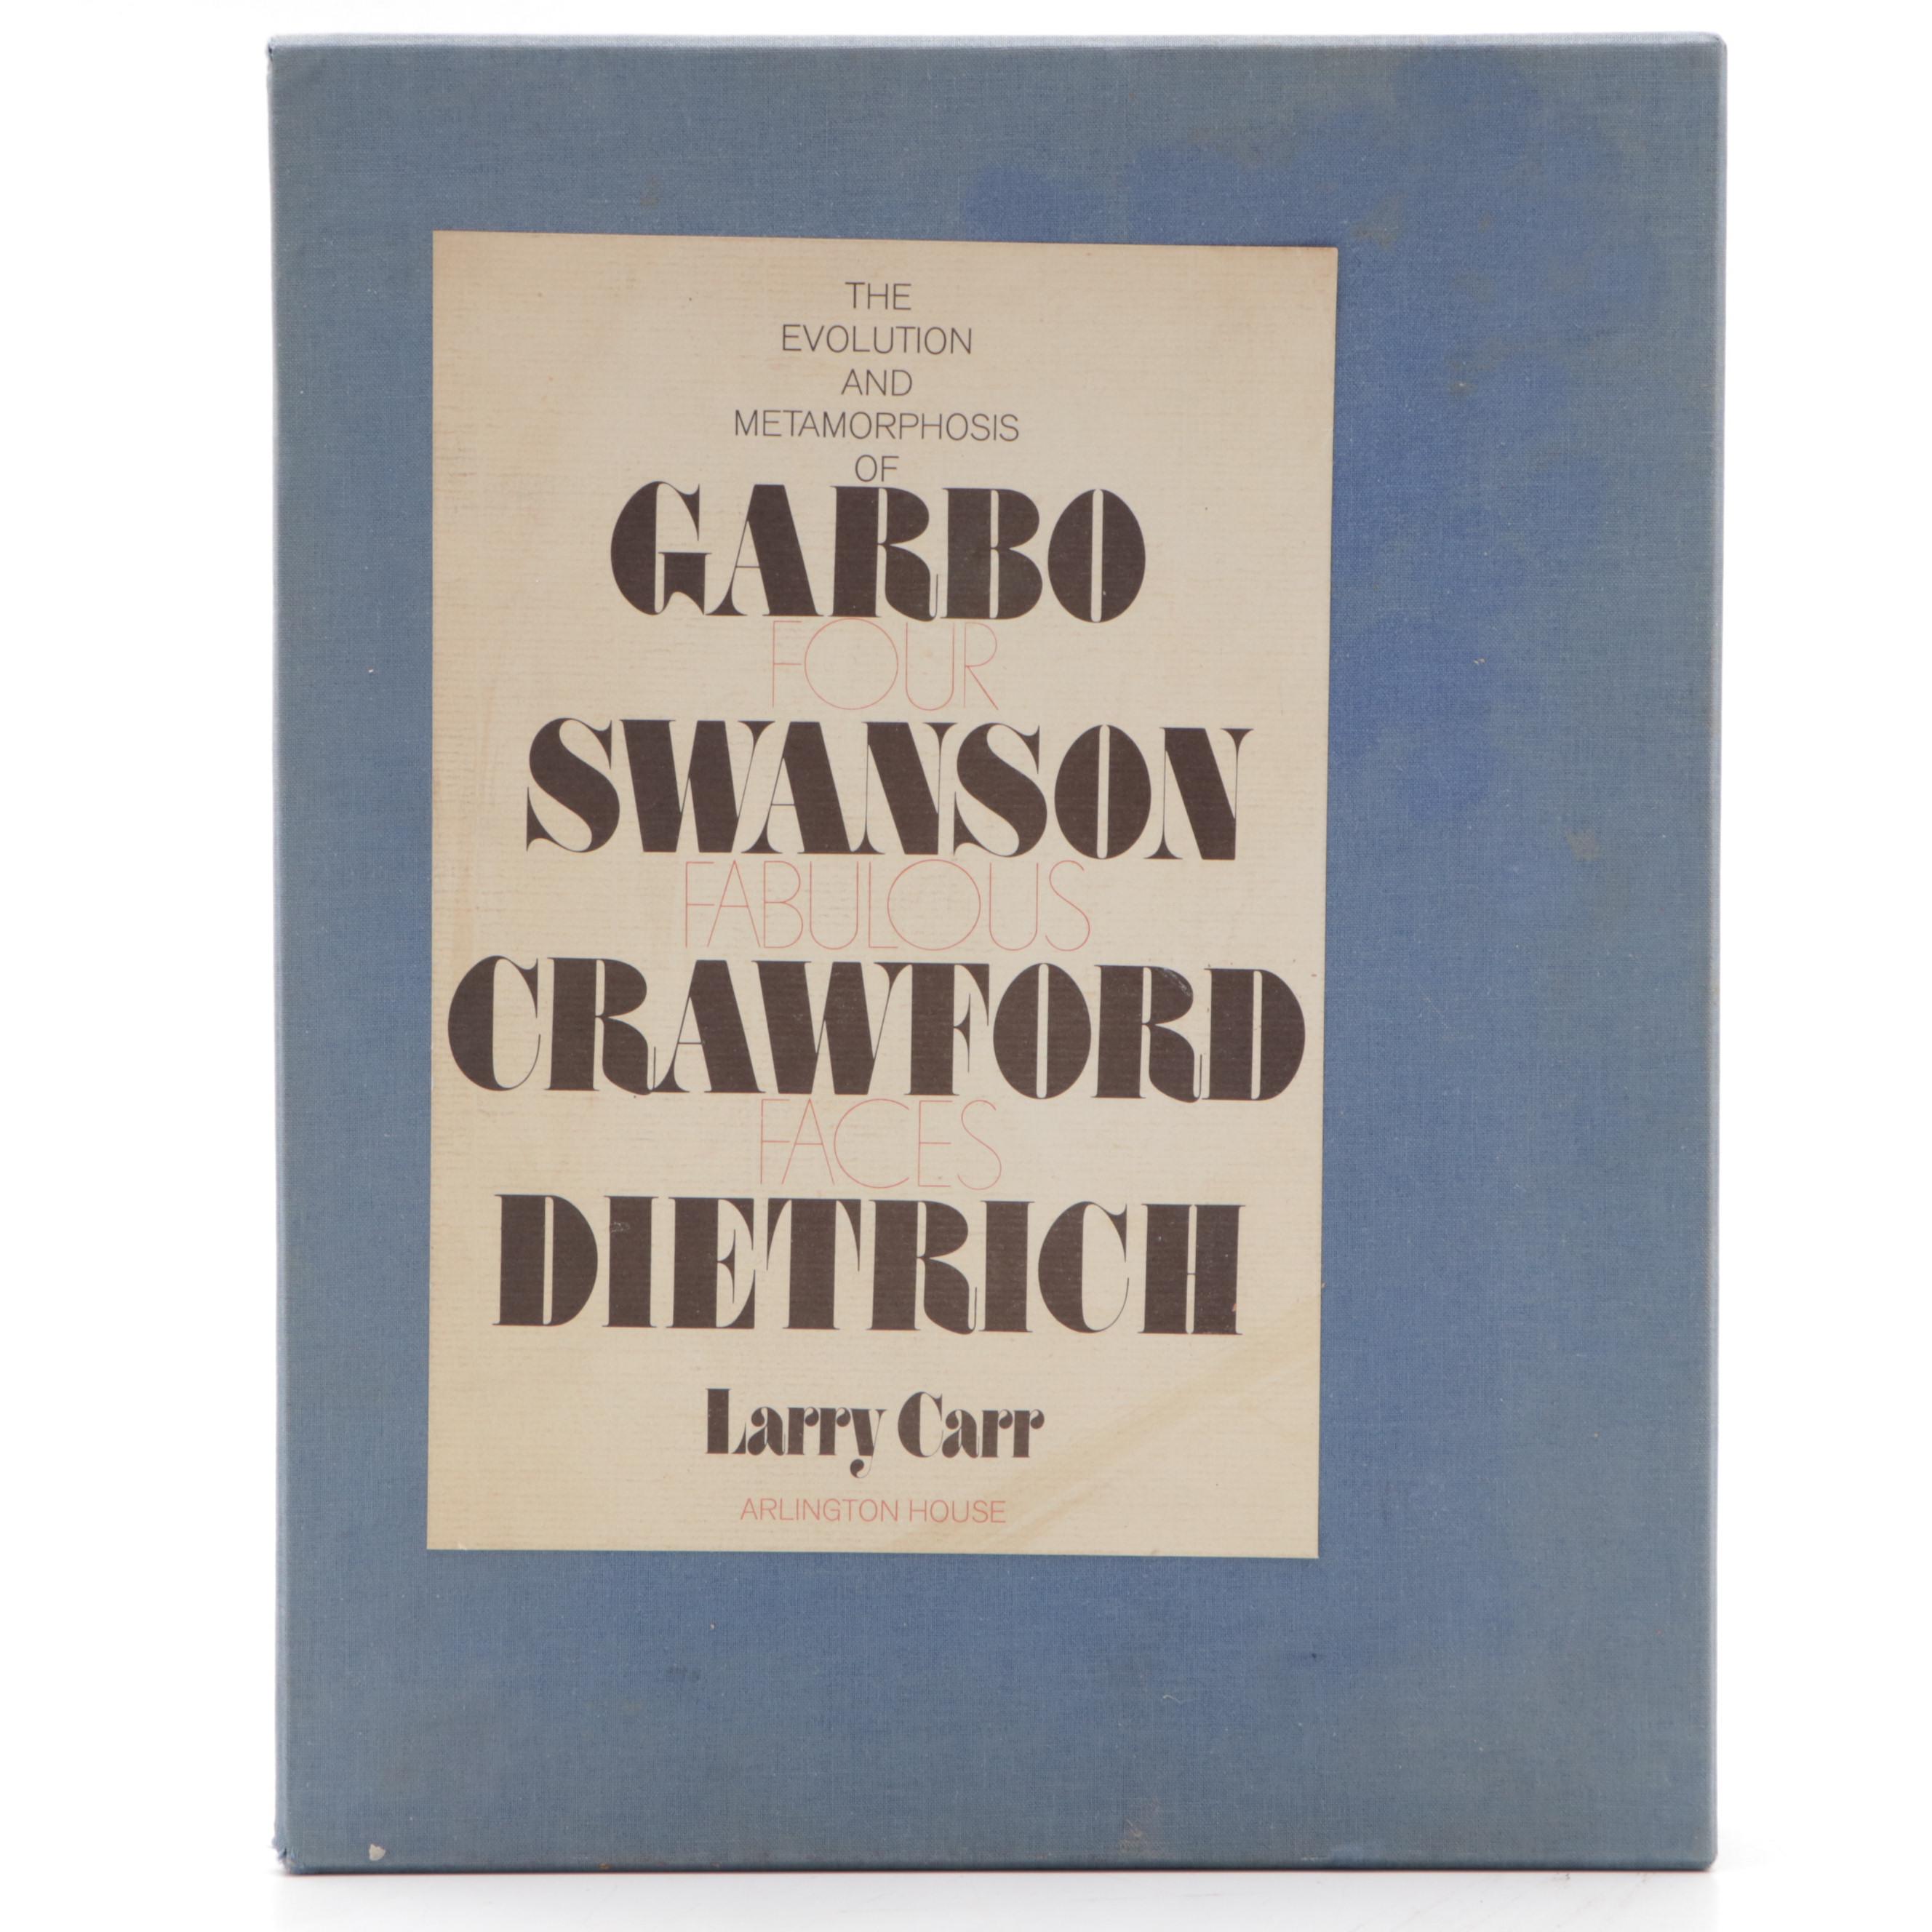 THE
EVOLUTION
AND
METAMORPHOSIS
OF
GARBO
FOUR
SWANSON
FABULOUS
CRAWFORD
FACES
DIETRICH
Larry Carr
ARLINGTON HOUSE